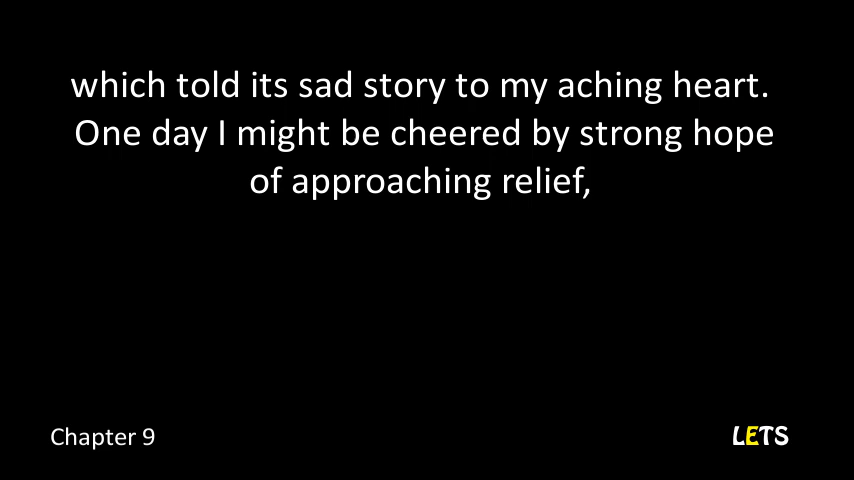 which told its sad story to my aching heart.
One day I might be cheered by strong hope
of approaching relief,
Chapter 9
LETS